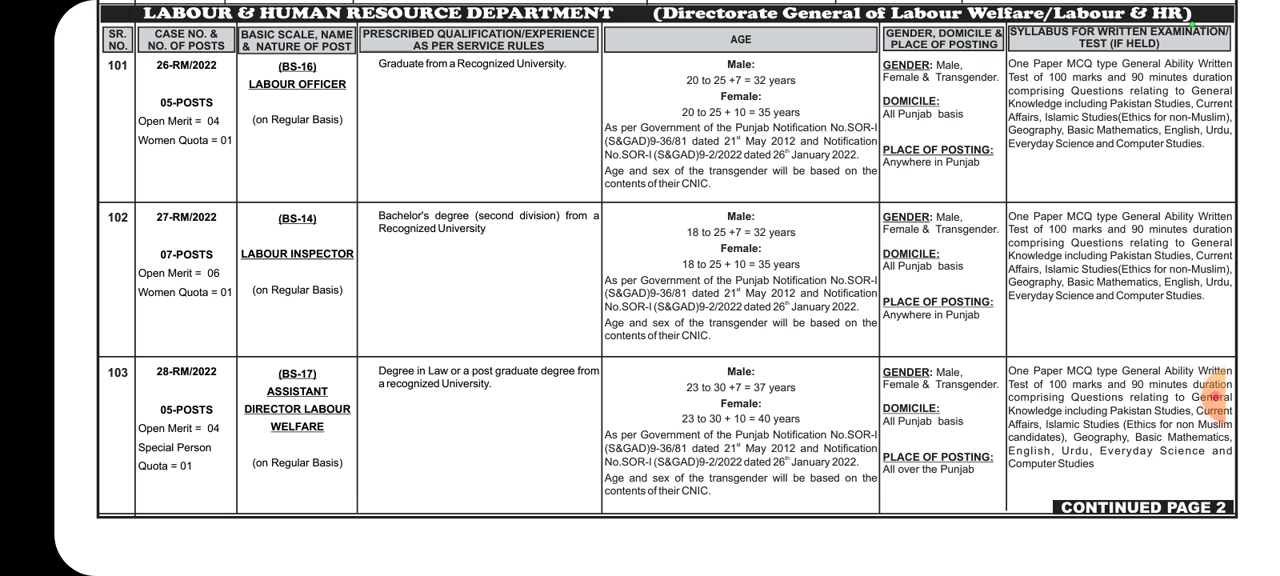 LABOUR & HUMAN RESOURCE DEPARTMENT (Directorate General of Labour Welfare/Labour & HR)
SR. NO.
CASE NO. & NO. OF POSTS
BASIC SCALE, NAME & NATURE OF POST
PRESCRIBED QUALIFICATION/EXPERIENCE AS PER SERVICE RULES
AGE
GENDER, DOMICILE & PLACE OF POSTING
SYLLABUS FOR WRITTEN EXAMINATION/ TEST (IF HELD)
101
26-RM/2022
05-POSTS
Open Merit = 04
Women Quota = 01
(BS-16)
LABOUR OFFICER
(on Regular Basis)
Graduate from a Recognized University.
Male:
20 to 25 +7 = 32 years
Female:
20 to 25 + 10 = 35 years
As per Government of the Punjab Notification No.SOR-I
(S&GAD)9-36/81 dated 21st May 2012 and Notification
No.SOR-I (S&GAD)9-2/2022 dated 26th January 2022.
Age and sex of the transgender will be based on the
contents of their CNIC.
GENDER: Male,
Female & Transgender.
DOMICILE:
All Punjab basis
PLACE OF POSTING:
Anywhere in Punjab
One Paper MCQ type General Ability Written
Test of 100 marks and 90 minutes duration
comprising Questions relating to General
Knowledge including Pakistan Studies, Current
Affairs, Islamic Studies(Ethics for non-Muslim),
Geography, Basic Mathematics, English, Urdu,
Everyday Science and Computer Studies.
102
27-RM/2022
07-POSTS
Open Merit = 06
Women Quota = 01
(BS-14)
LABOUR INSPECTOR
(on Regular Basis)
Bachelor's degree (second division) from a
Recognized University
Male:
18 to 25 +7 = 32 years
Female:
18 to 25 + 10 = 35 years
As per Government of the Punjab Notification No.SOR-I
(S&GAD)9-36/81 dated 21st May 2012 and Notification
No.SOR-I (S&GAD)9-2/2022 dated 26th January 2022.
Age and sex of the transgender will be based on the
contents of their CNIC.
GENDER: Male,
Female & Transgender.
DOMICILE:
All Punjab basis
PLACE OF POSTING:
Anywhere in Punjab
One Paper MCQ type General Ability Written
Test of 100 marks and 90 minutes duration
comprising Questions relating to General
Knowledge including Pakistan Studies, Current
Affairs, Islamic Studies(Ethics for non-Muslim),
Geography, Basic Mathematics, English, Urdu,
Everyday Science and Computer Studies.
103
28-RM/2022
05-POSTS
Open Merit = 04
Special Person
Quota = 01
(BS-17)
ASSISTANT
DIRECTOR LABOUR
WELFARE
(on Regular Basis)
Degree in Law or a post graduate degree from
a recognized University.
Male:
23 to 30 +7 = 37 years
Female:
23 to 30 + 10 = 40 years
As per Government of the Punjab Notification No.SOR-I
(S&GAD)9-36/81 dated 21st May 2012 and Notification
No.SOR-I (S&GAD)9-2/2022 dated 26th January 2022.
Age and sex of the transgender will be based on the
contents of their CNIC.
GENDER: Male,
Female & Transgender.
DOMICILE:
All Punjab basis
PLACE OF POSTING:
All over the Punjab
One Paper MCQ type General Ability Written
Test of 100 marks and 90 minutes duration
comprising Questions relating to General
Knowledge including Pakistan Studies, Current
Affairs, Islamic Studies (Ethics for non Muslim
candidates), Geography, Basic Mathematics,
English, Urdu, Everyday Science and
Computer Studies
CONTINUED PAGE 2